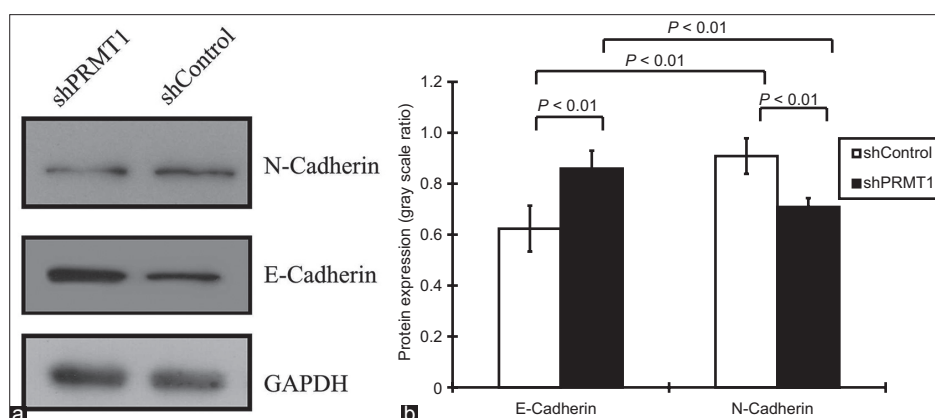 shPRMT1
shControl
N-Cadherin
E-Cadherin
GAPDH
a
P < 0.01
P < 0.01
P < 0.01
P < 0.01
Protein expression (gray scale ratio)
1.2
1.0
0.8
0.6
0.4
0.2
0
E-Cadherin
N-Cadherin
shControl
shPRMT1
b